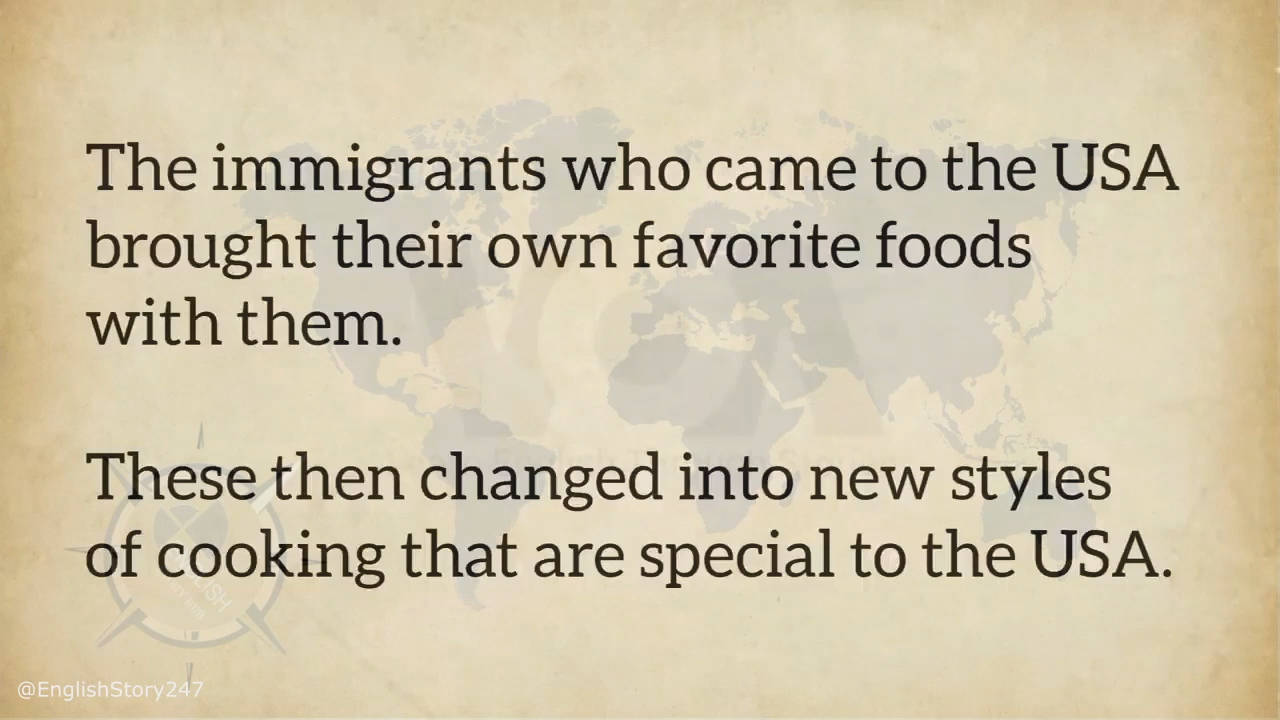 The immigrants who came to the USA
brought their own favorite foods
with them.
These then changed into new styles
of cooking that are special to the USA.
@EnglishStory247